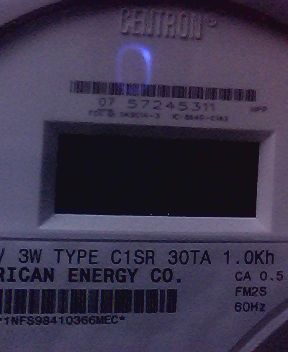 CENTRON®
07 57245311
/ 3W TYPE C1SR 30TA 1.0Kh
RICAN ENERGY CO.
CA 0.5
FM2S
60Hz
*1NFS98410366MEC*